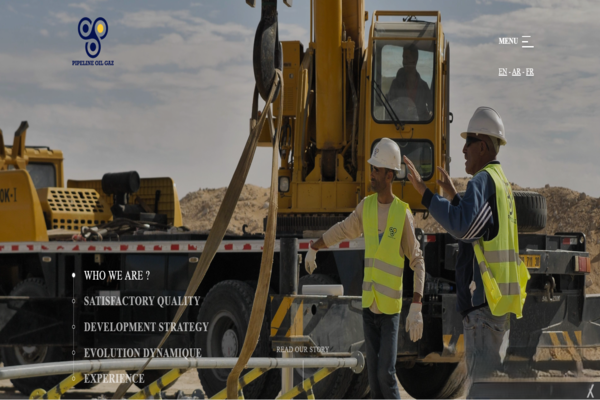 PIPELINE OIL-GAZ
MENU
EN - AR - FR
WHO WE ARE ?
SATISFACTORY QUALITY
DEVELOPMENT STRATEGY
EVOLUTION DYNAMIQUE
READ OUR STORY
EXPERIENCE